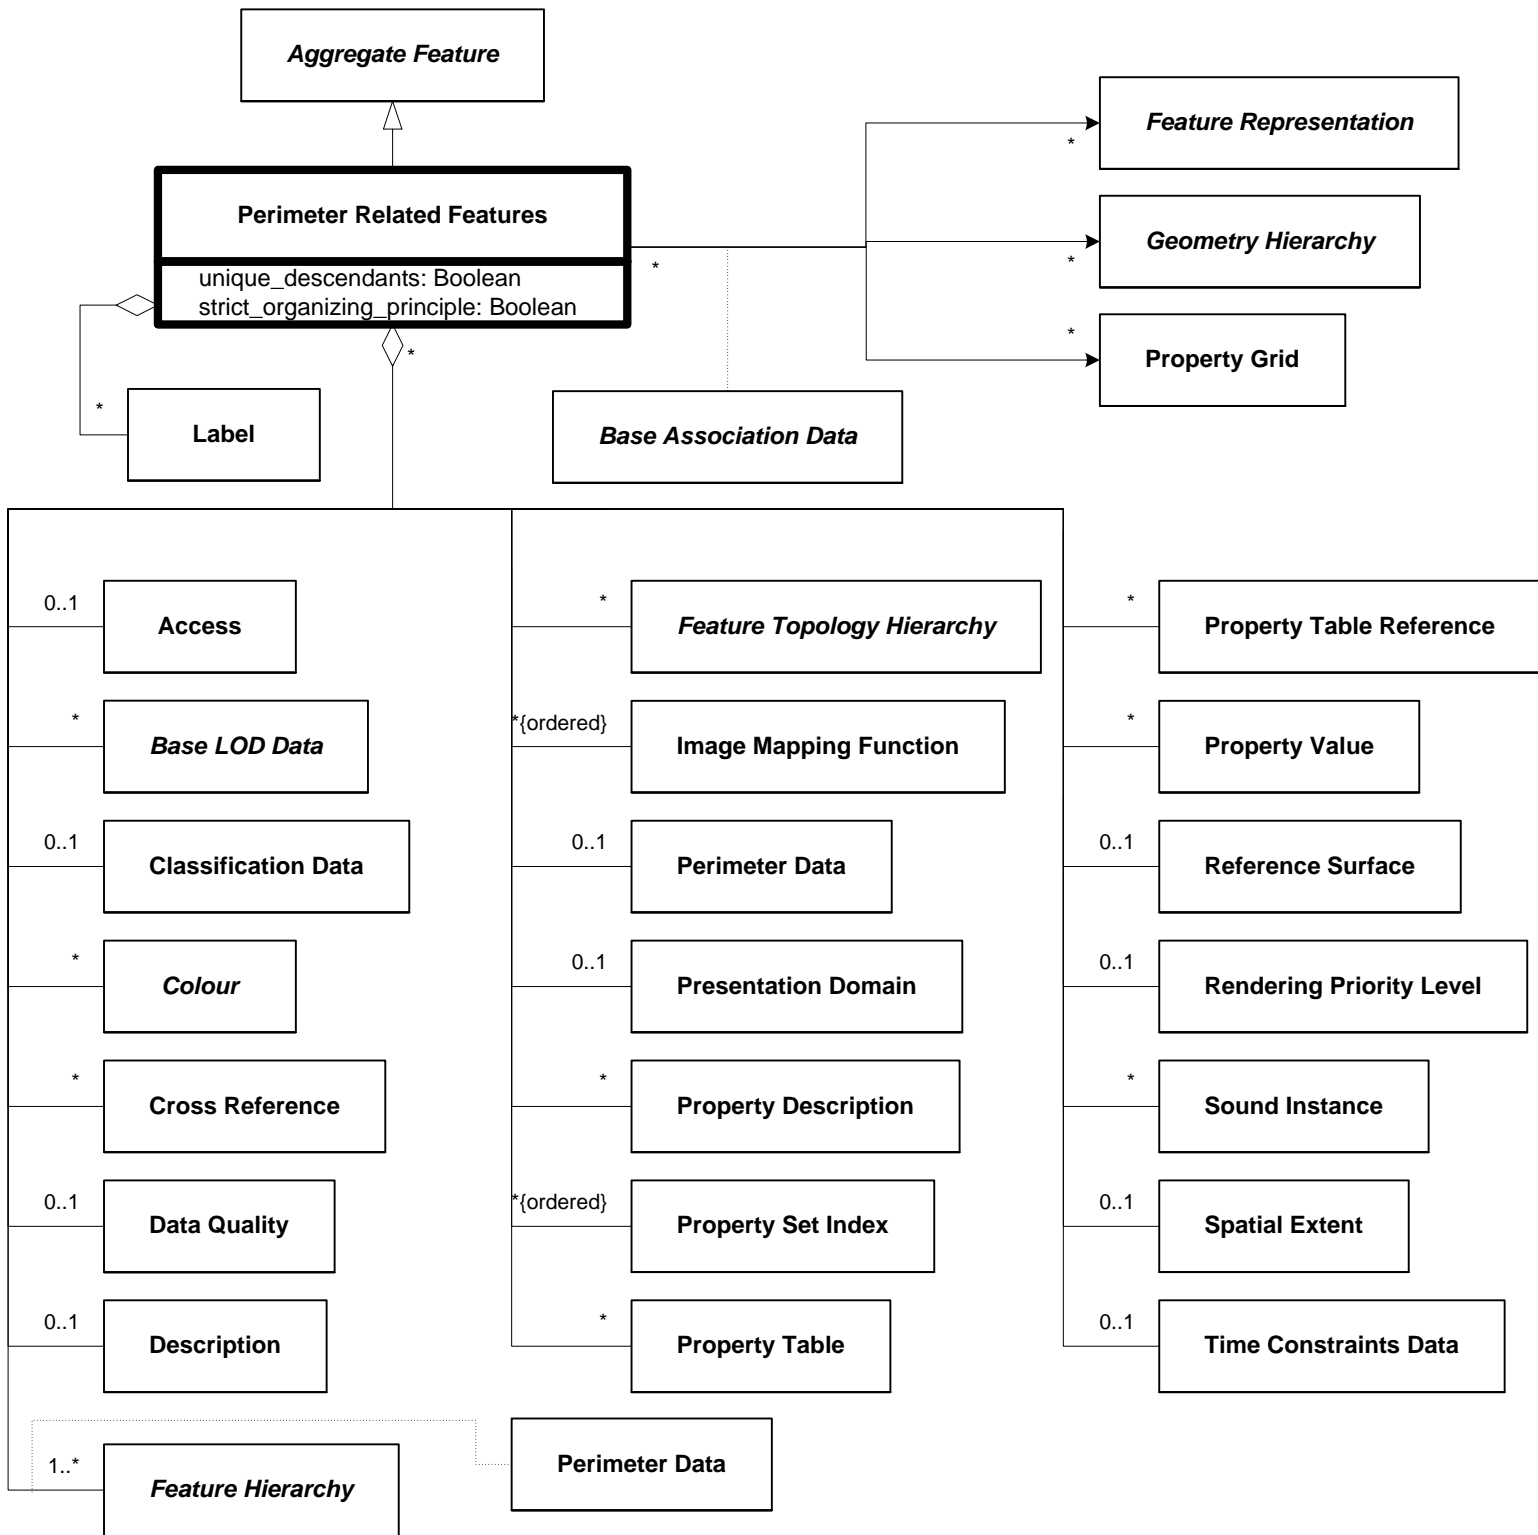 Aggregate Feature
Feature Representation
*
Perimeter Related Features
unique_descendants: Boolean
strict_organizing_principle: Boolean
*
Geometry Hierarchy
*
*
Property Grid
*
*
Label
Base Association Data
0..1
Access
*
Feature Topology Hierarchy
*
Property Table Reference
*
Base LOD Data
*{ordered}
Image Mapping Function
*
Property Value
0..1
Classification Data
0..1
Perimeter Data
0..1
Reference Surface
*
Colour
0..1
Presentation Domain
0..1
Rendering Priority Level
*
Cross Reference
*
Property Description
*
Sound Instance
0..1
Data Quality
*{ordered}
Property Set Index
0..1
Spatial Extent
0..1
Description
*
Property Table
0..1
Time Constraints Data
1..*
Feature Hierarchy
Perimeter Data